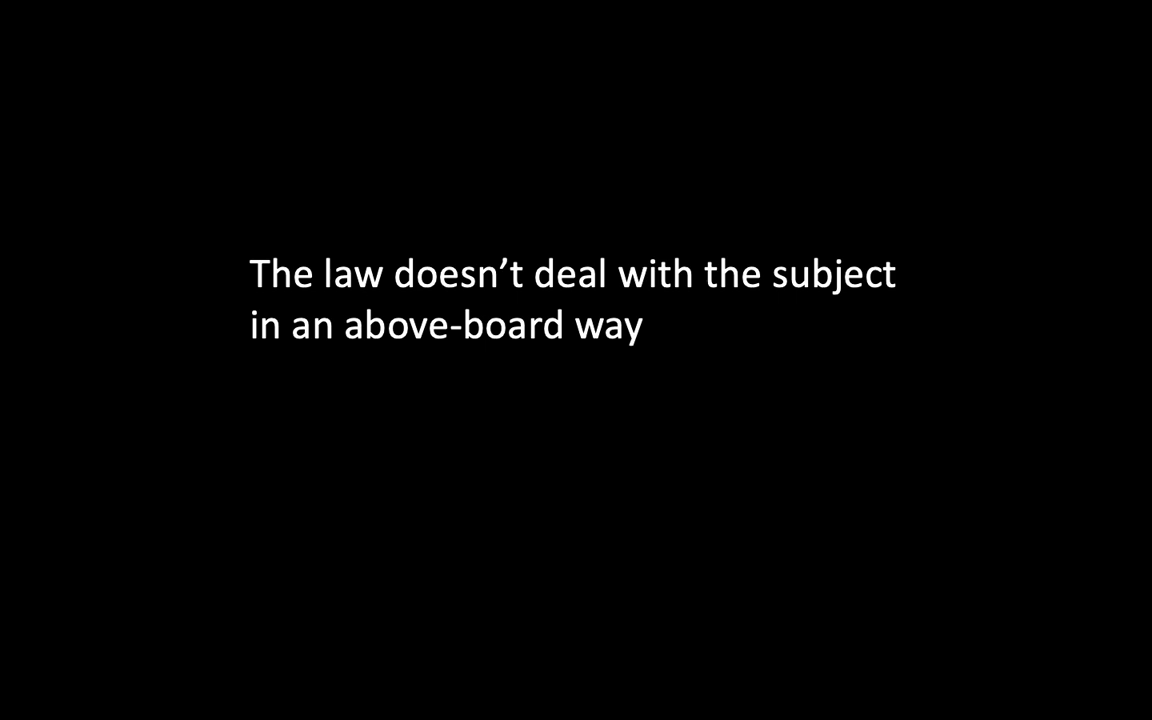 The law doesn’t deal with the subject
in an above-board way